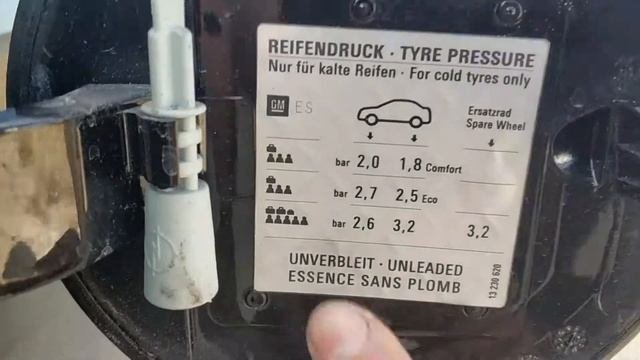 REIFENDRUCK · TYRE PRESSURE
Nur für kalte Reifen · For cold tyres only
GM ES
Ersatzrad
Spare Wheel
bar 2,0 1,8 Comfort
bar 2,7 2,5 Eco
bar 2,6 3,2 3,2
UNVERBLEIT · UNLEADED
ESSENCE SANS PLOMB
13 230 620